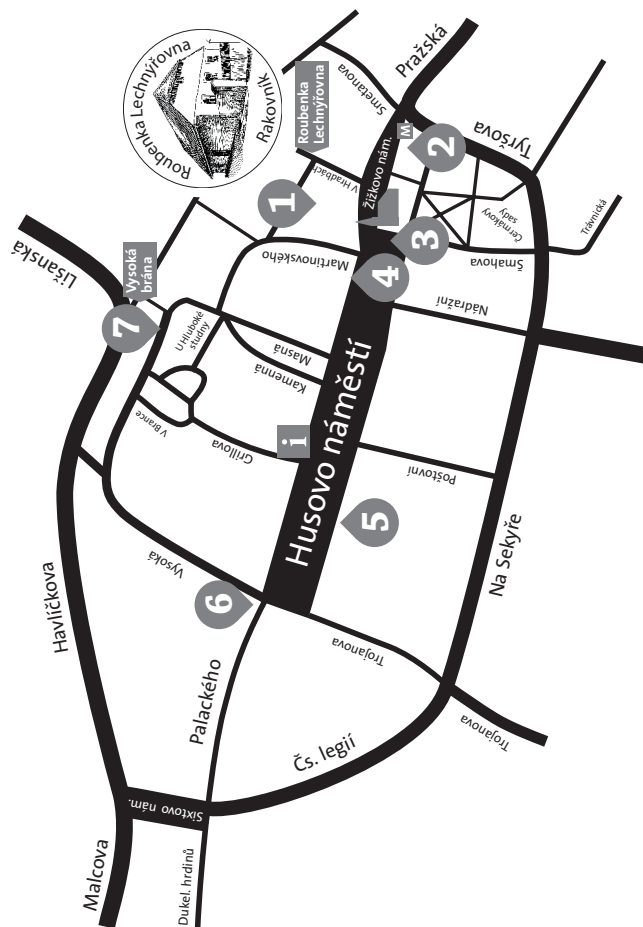 Roubenka Lechnýřovna
Rakovník
Roubenka
Lechnýřovna
Smetanova
Pražská
Lišanská
Vysoká
brána
7
1
V Hradbách
Žižkovo nám.
M
2
Tyršova
U Hluboké
studny
Martinovského
3
Čermákovy
sady
Trávnická
4
Šmahova
Nádražní
Masná
Kamenná
V Brance
Grillova
i
Husovo náměstí
Poštovní
5
Na Sekyře
Havlíčkova
Vysoká
6
Trojanova
Palackého
Čs. legií
Trojanova
Sixtovo nám.
Malcova
Dukel. hrdinů